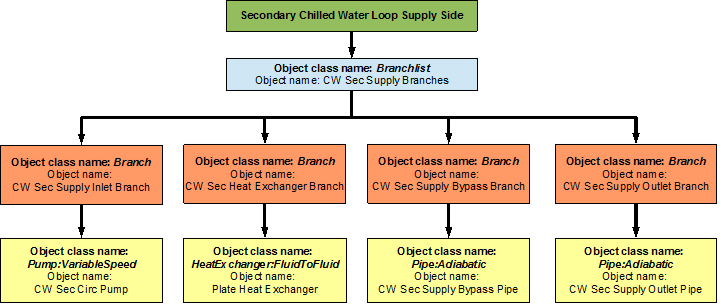 Secondary Chilled Water Loop Supply Side
Object class name: Branchlist
Object name: CW Sec Supply Branches
Object class name: Branch
Object name:
CW Sec Supply Inlet Branch
Object class name: Branch
Object name:
CW Sec Heat Exchanger Branch
Object class name: Branch
Object name:
CW Sec Supply Bypass Branch
Object class name: Branch
Object name:
CW Sec Supply Outlet Branch
Object class name:
Pump:VariableSpeed
Object name:
CW Sec Circ Pump
Object class name:
HeatExchanger:FluidToFluid
Object name:
Plate Heat Exchanger
Object class name:
Pipe:Adiabatic
Object name:
CW Sec Supply Bypass Pipe
Object class name:
Pipe:Adiabatic
Object name:
CW Sec Supply Outlet Pipe